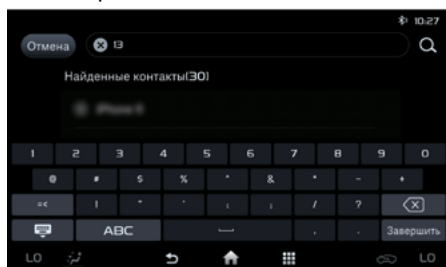 10:27
Отмена 13
Найденные контакты(30)
1 2 3 4 5 6 7 8 9 0
@ # $ % ^ & * - +
=< ! " ' : ; / ? 
ABC , . Завершить
LO LO